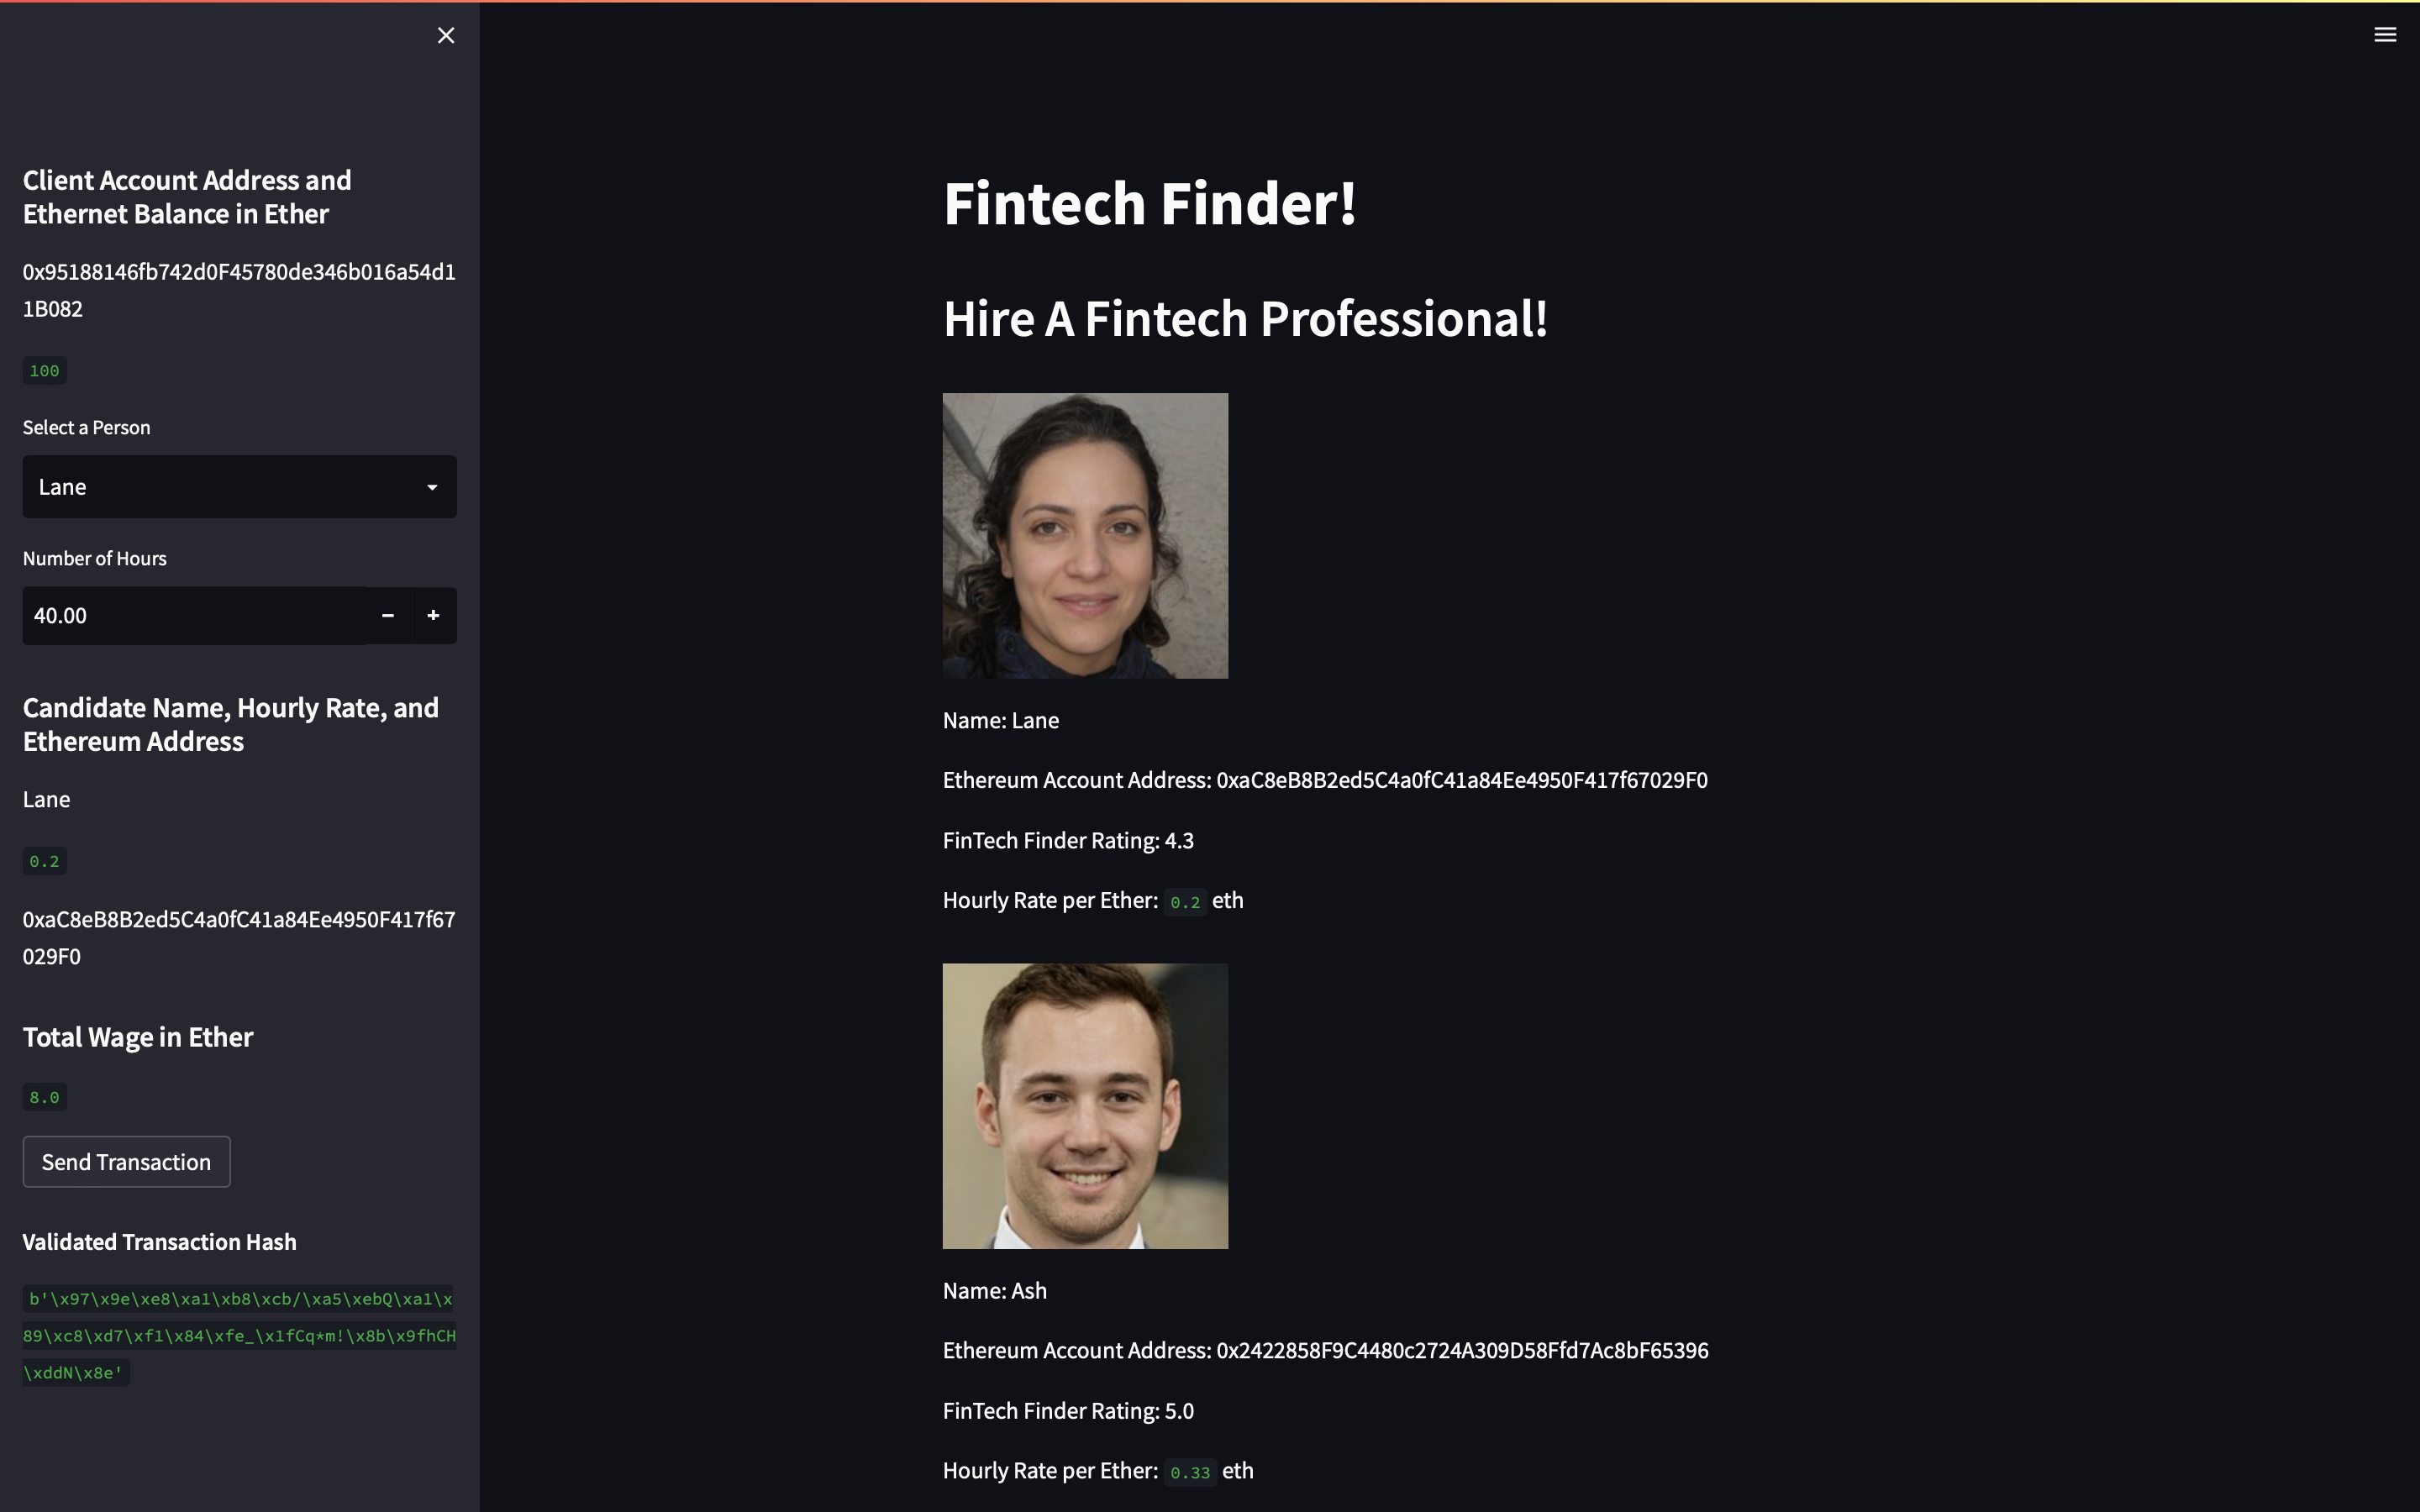 Client Account Address and
Ethernet Balance in Ether
0x95188146fb742d0F45780de346b016a54d1
1B082
100
Select a Person
Lane
Number of Hours
40.00
Candidate Name, Hourly Rate, and
Ethereum Address
Lane
0.2
0xaC8eB8B2ed5C4a0fC41a84Ee4950F417f67
029F0
Total Wage in Ether
8.0
Send Transaction
Validated Transaction Hash
b'\x97\x9e\xe8\xa1\xb8\xcb/\xa5\xebQ\xa1\x
89\xc8\xd7\xf1\x84\xfe_\x1fCq*m!\x8b\x9fhCH
\xddN\x8e'
Fintech Finder!
Hire A Fintech Professional!
Name: Lane
Ethereum Account Address: 0xaC8eB8B2ed5C4a0fC41a84Ee4950F417f67029F0
FinTech Finder Rating: 4.3
Hourly Rate per Ether: 0.2 eth
Name: Ash
Ethereum Account Address: 0x2422858F9C4480c2724A309D58Ffd7Ac8bF65396
FinTech Finder Rating: 5.0
Hourly Rate per Ether: 0.33 eth